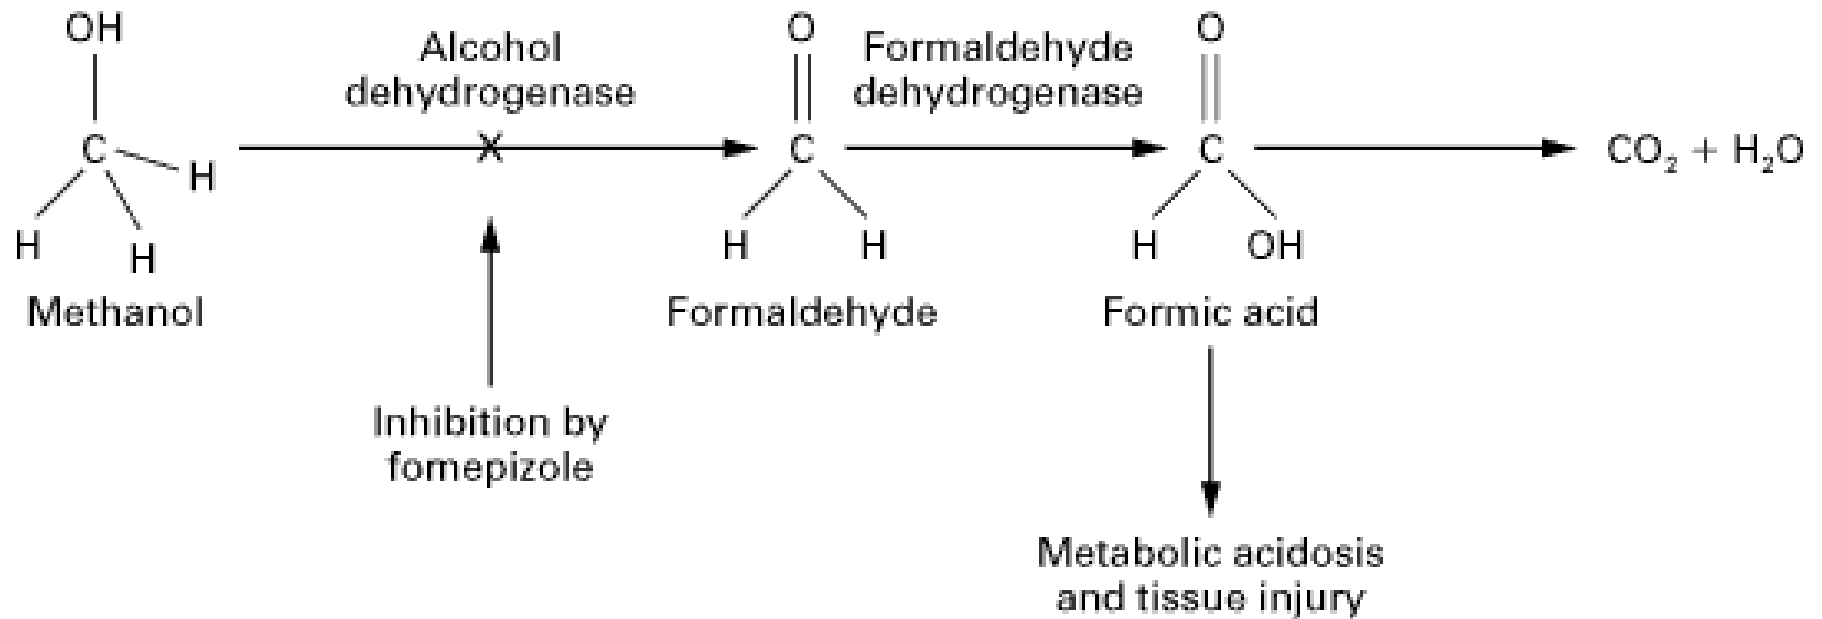 OH
C
H
H
H
Methanol
Alcohol
dehydrogenase
X
Inhibition by
fomepizole
O
C
H
H
Formaldehyde
Formaldehyde
dehydrogenase
O
C
H
OH
Formic acid
Metabolic acidosis
and tissue injury
CO₂ + H₂O